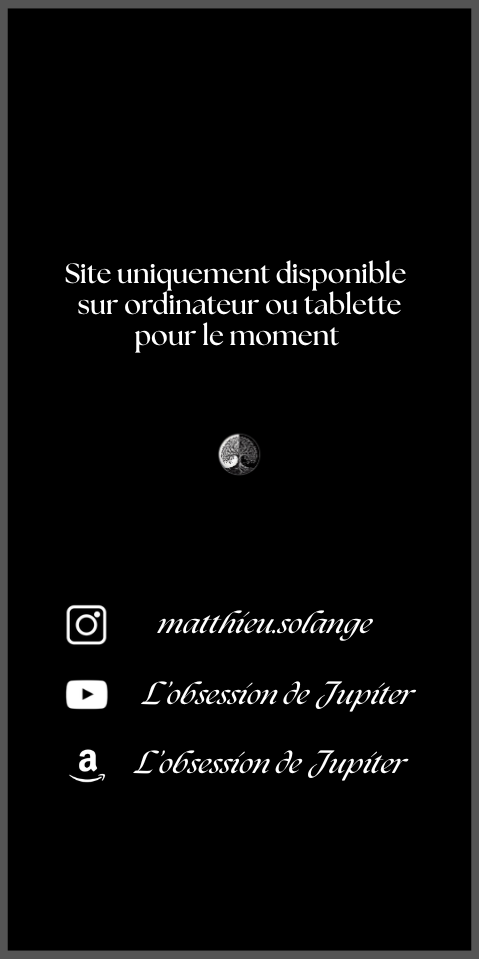 Site uniquement disponible
sur ordinateur ou tablette
pour le moment
matthieu.solange
L'obsession de Jupiter
L'obsession de Jupiter